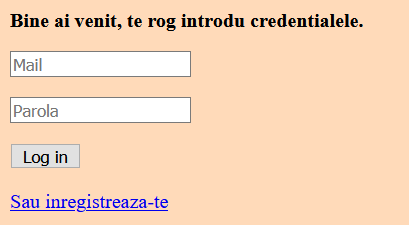 Bine ai venit, te rog introdu credentialele.
Mail
Parola
Log in
Sau inregistreaza-te